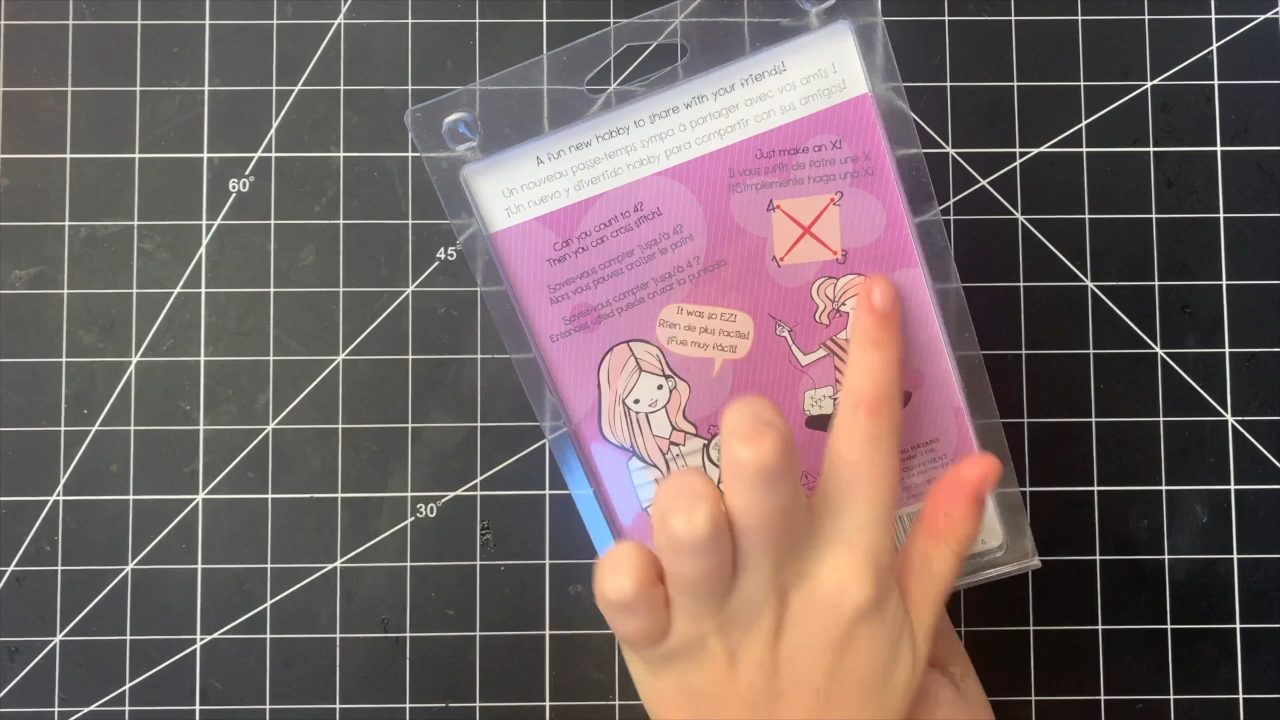 A fun new hobby to share with your friends!
Un nouveau passe-temps sympa à partager avec vos amis !
¡Un nuevo y divertido hobby para compartir con sus amigos!
Can you count to 4?
Then you can cross stitch!
Savez-vous compter jusqu'à 4?
Alors vous pouvez croiser le point
Savez-vous compter jusqu'à 4 ?
Entonces usted puede cruzar la puntada
Just make an X!
Il vous suffit de faire une X
¡Simplemente haga una X!
4 2
1 3
It was so EZ!
Rien de plus facile!
¡Fue muy fácil!
60°
45°
30°